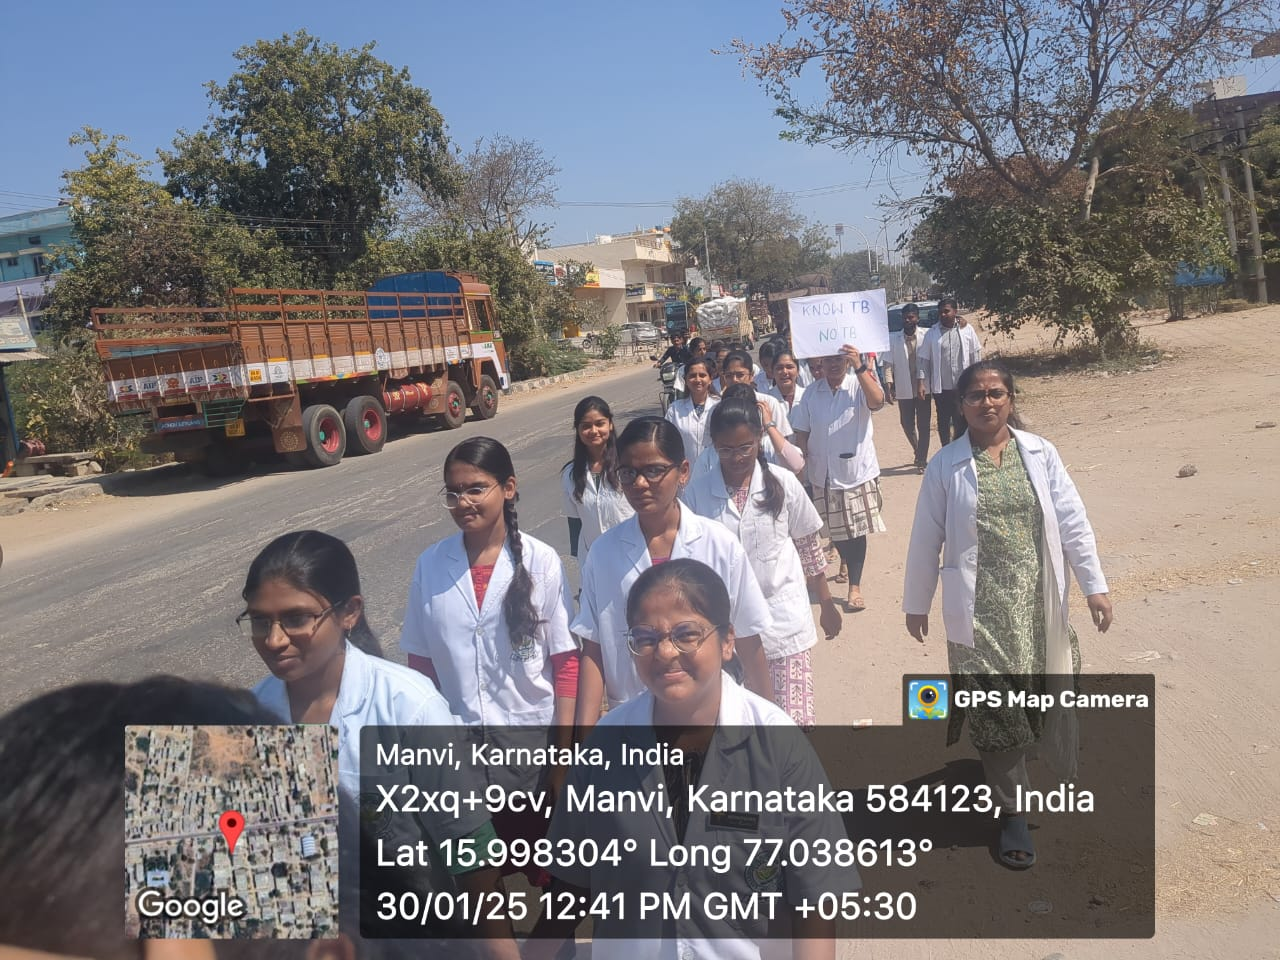 KNOW TB
NO TB
GPS Map Camera
Manvi, Karnataka, India
X2xq+9cv, Manvi, Karnataka 584123, India
Lat 15.998304° Long 77.038613°
30/01/25 12:41 PM GMT +05:30
Google